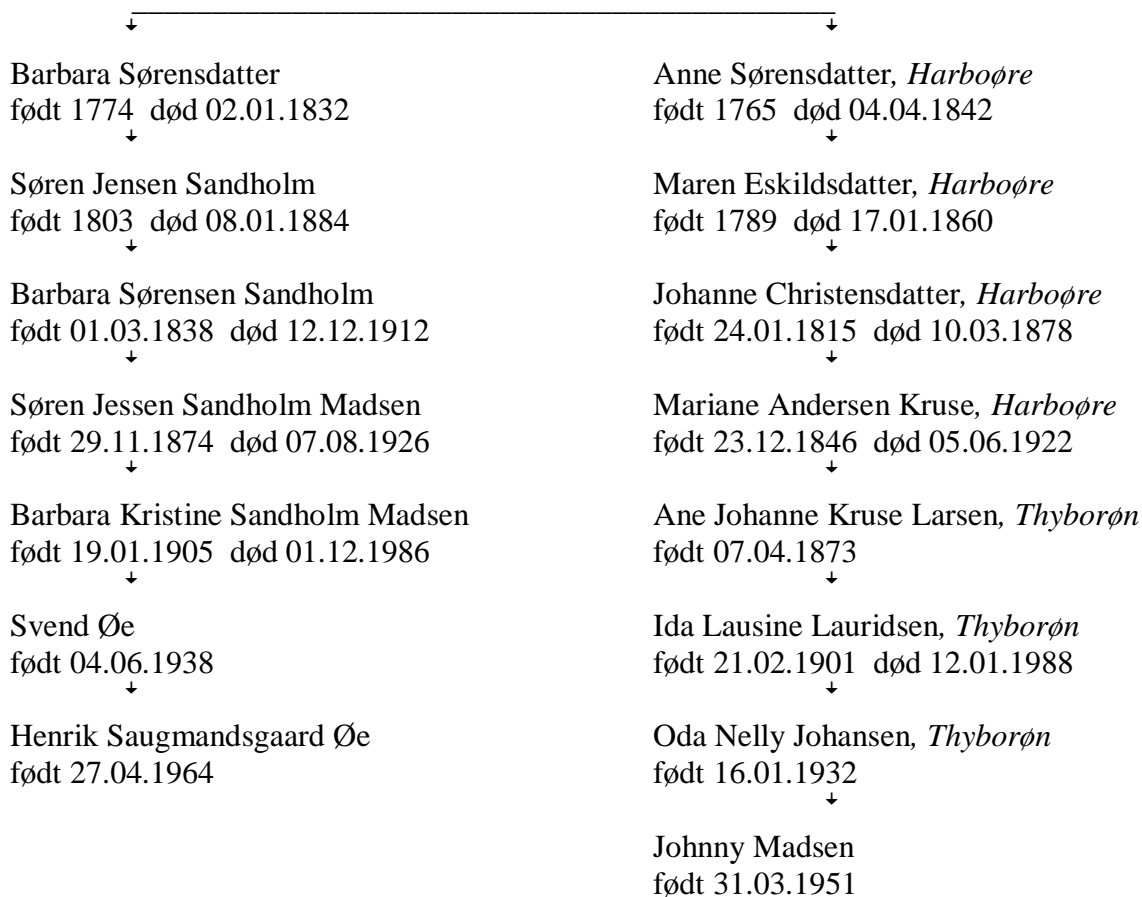 Barbara Sørensdatter
født 1774 død 02.01.1832
Søren Jensen Sandholm
født 1803 død 08.01.1884
Barbara Sørensen Sandholm
født 01.03.1838 død 12.12.1912
Søren Jessen Sandholm Madsen
født 29.11.1874 død 07.08.1926
Barbara Kristine Sandholm Madsen
født 19.01.1905 død 01.12.1986
Svend Øe
født 04.06.1938
Henrik Saugmandsgaard Øe
født 27.04.1964
Anne Sørensdatter, Harboøre
født 1765 død 04.04.1842
Maren Eskildsdatter, Harboøre
født 1789 død 17.01.1860
Johanne Christensdatter, Harboøre
født 24.01.1815 død 10.03.1878
Mariane Andersen Kruse, Harboøre
født 23.12.1846 død 05.06.1922
Ane Johanne Kruse Larsen, Thyborøn
født 07.04.1873
Ida Lausine Lauridsen, Thyborøn
født 21.02.1901 død 12.01.1988
Oda Nelly Johansen, Thyborøn
født 16.01.1932
Johnny Madsen
født 31.03.1951